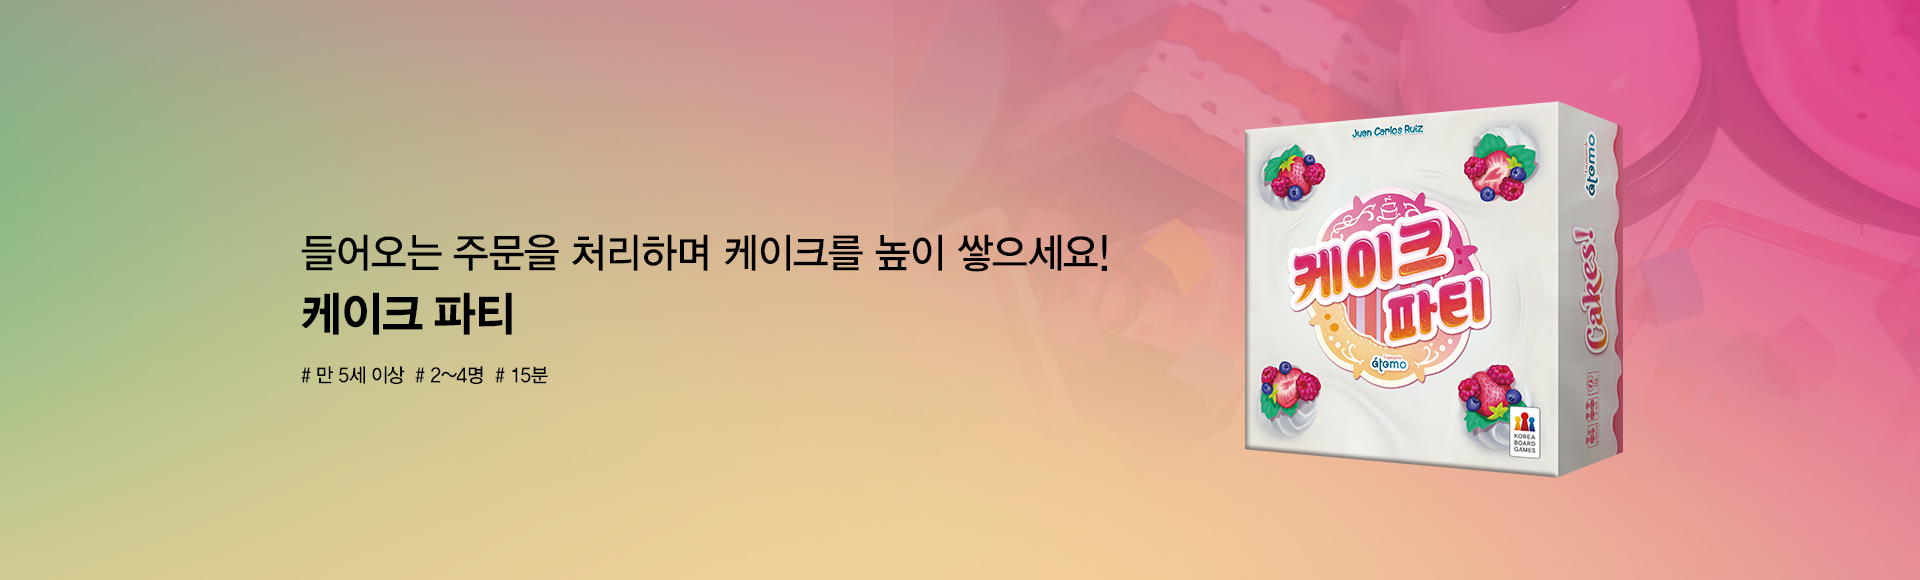 들어오는 주문을 처리하며 케이크를 높이 쌓으세요!
케이크 파티
# 만 5세 이상 # 2~4명 # 15분
Juan Carlos Ruiz
케이크
파티
átomo
KOREA
BOARD
GAMES
átomo
Cakes!